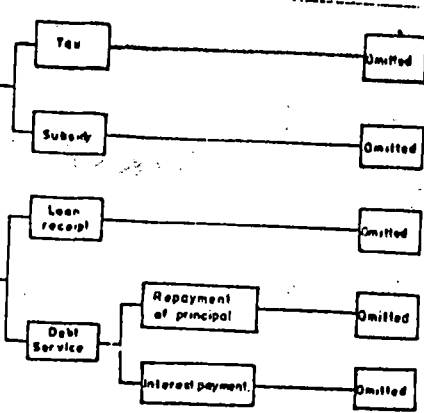 Tax
Omitted
Subsidy
Omitted
Loan
receipt
Omitted
Repayment
of principal
Omitted
Debt
Service
Interest payment.
Omitted